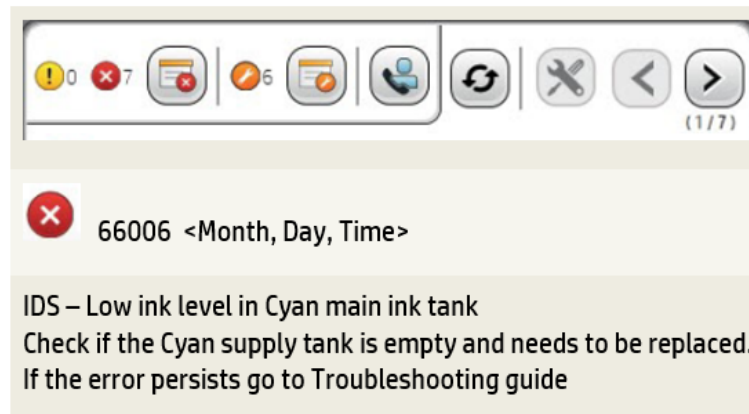 0 7 6
(1/7)
66006 <Month, Day, Time>
IDS – Low ink level in Cyan main ink tank
Check if the Cyan supply tank is empty and needs to be replaced.
If the error persists go to Troubleshooting guide